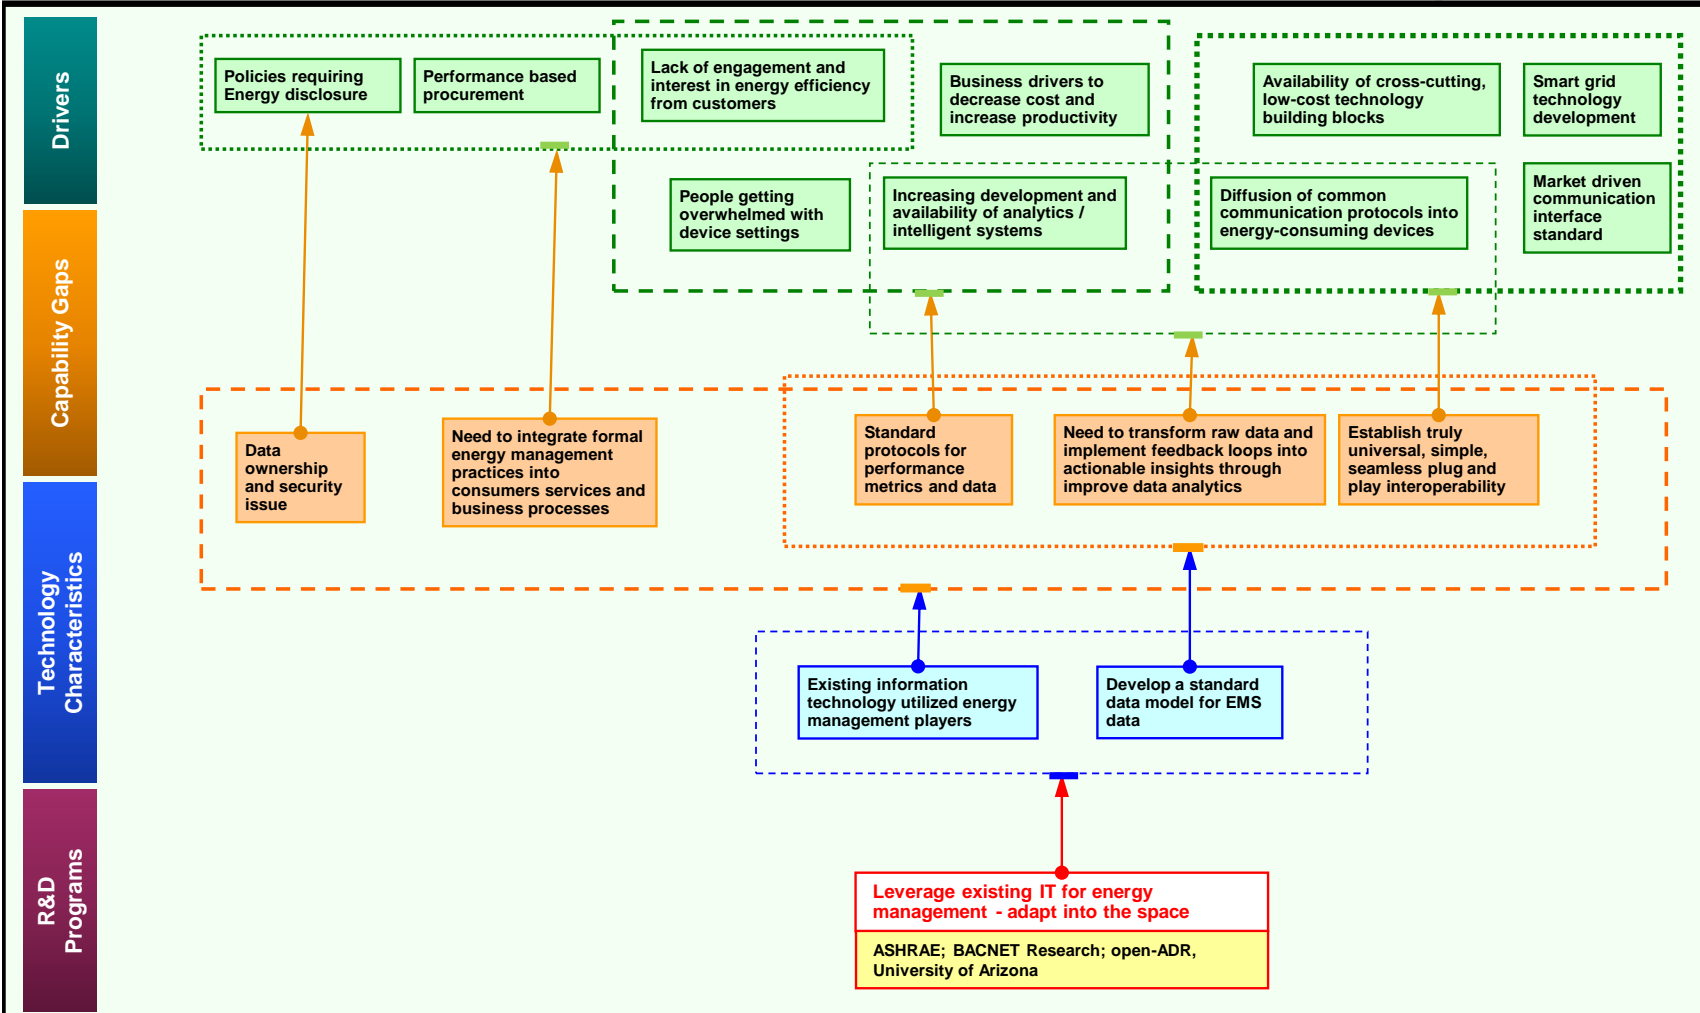 Drivers
Policies requiring
Energy disclosure
Performance based
procurement
Lack of engagement and
interest in energy efficiency
from customers
Business drivers to
decrease cost and
increase productivity
Availability of cross-cutting,
low-cost technology
building blocks
Smart grid
technology
development
People getting
overwhelmed with
device settings
Increasing development and
availability of analytics /
intelligent systems
Diffusion of common
communication protocols into
energy-consuming devices
Market driven
communication
interface
standard
Capability Gaps
Data
ownership
and security
issue
Need to integrate formal
energy management
practices into
consumers services and
business processes
Standard
protocols for
performance
metrics and data
Need to transform raw data and
implement feedback loops into
actionable insights through
improve data analytics
Establish truly
universal, simple,
seamless plug and
play interoperability
Technology
Characteristics
Existing information
technology utilized energy
management players
Develop a standard
data model for EMS
data
R&D
Programs
Leverage existing IT for energy
management - adapt into the space
ASHRAE; BACNET Research; open-ADR,
University of Arizona